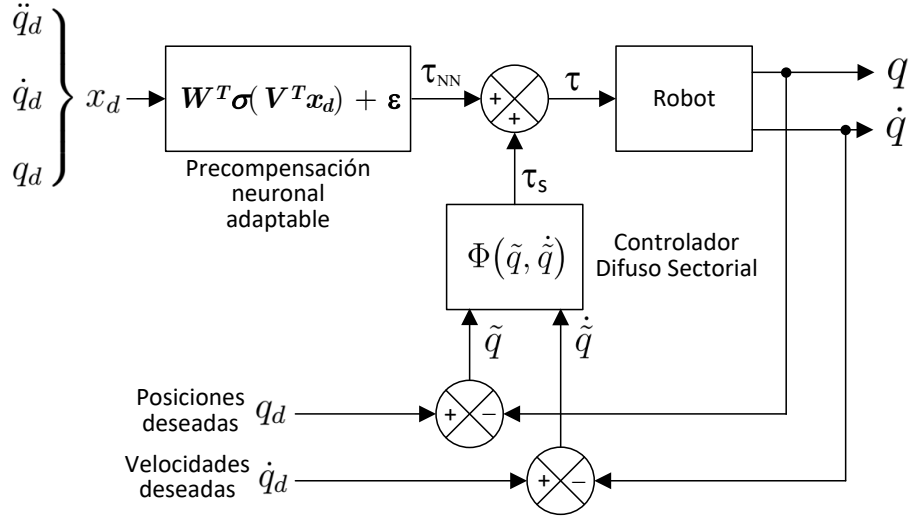 q̈_d
q̇_d
q_d
x_d
W^T σ( V^T x_d) + ε
Precompensación
neuronal
adaptable
τ_NN
+
+
τ
Robot
q
q̇
τ_s
Φ(q̃, q̃̇)
Controlador
Difuso Sectorial
q̃
q̃̇
Posiciones
deseadas
q_d
+
−
Velocidades
deseadas
q̇_d
+
−